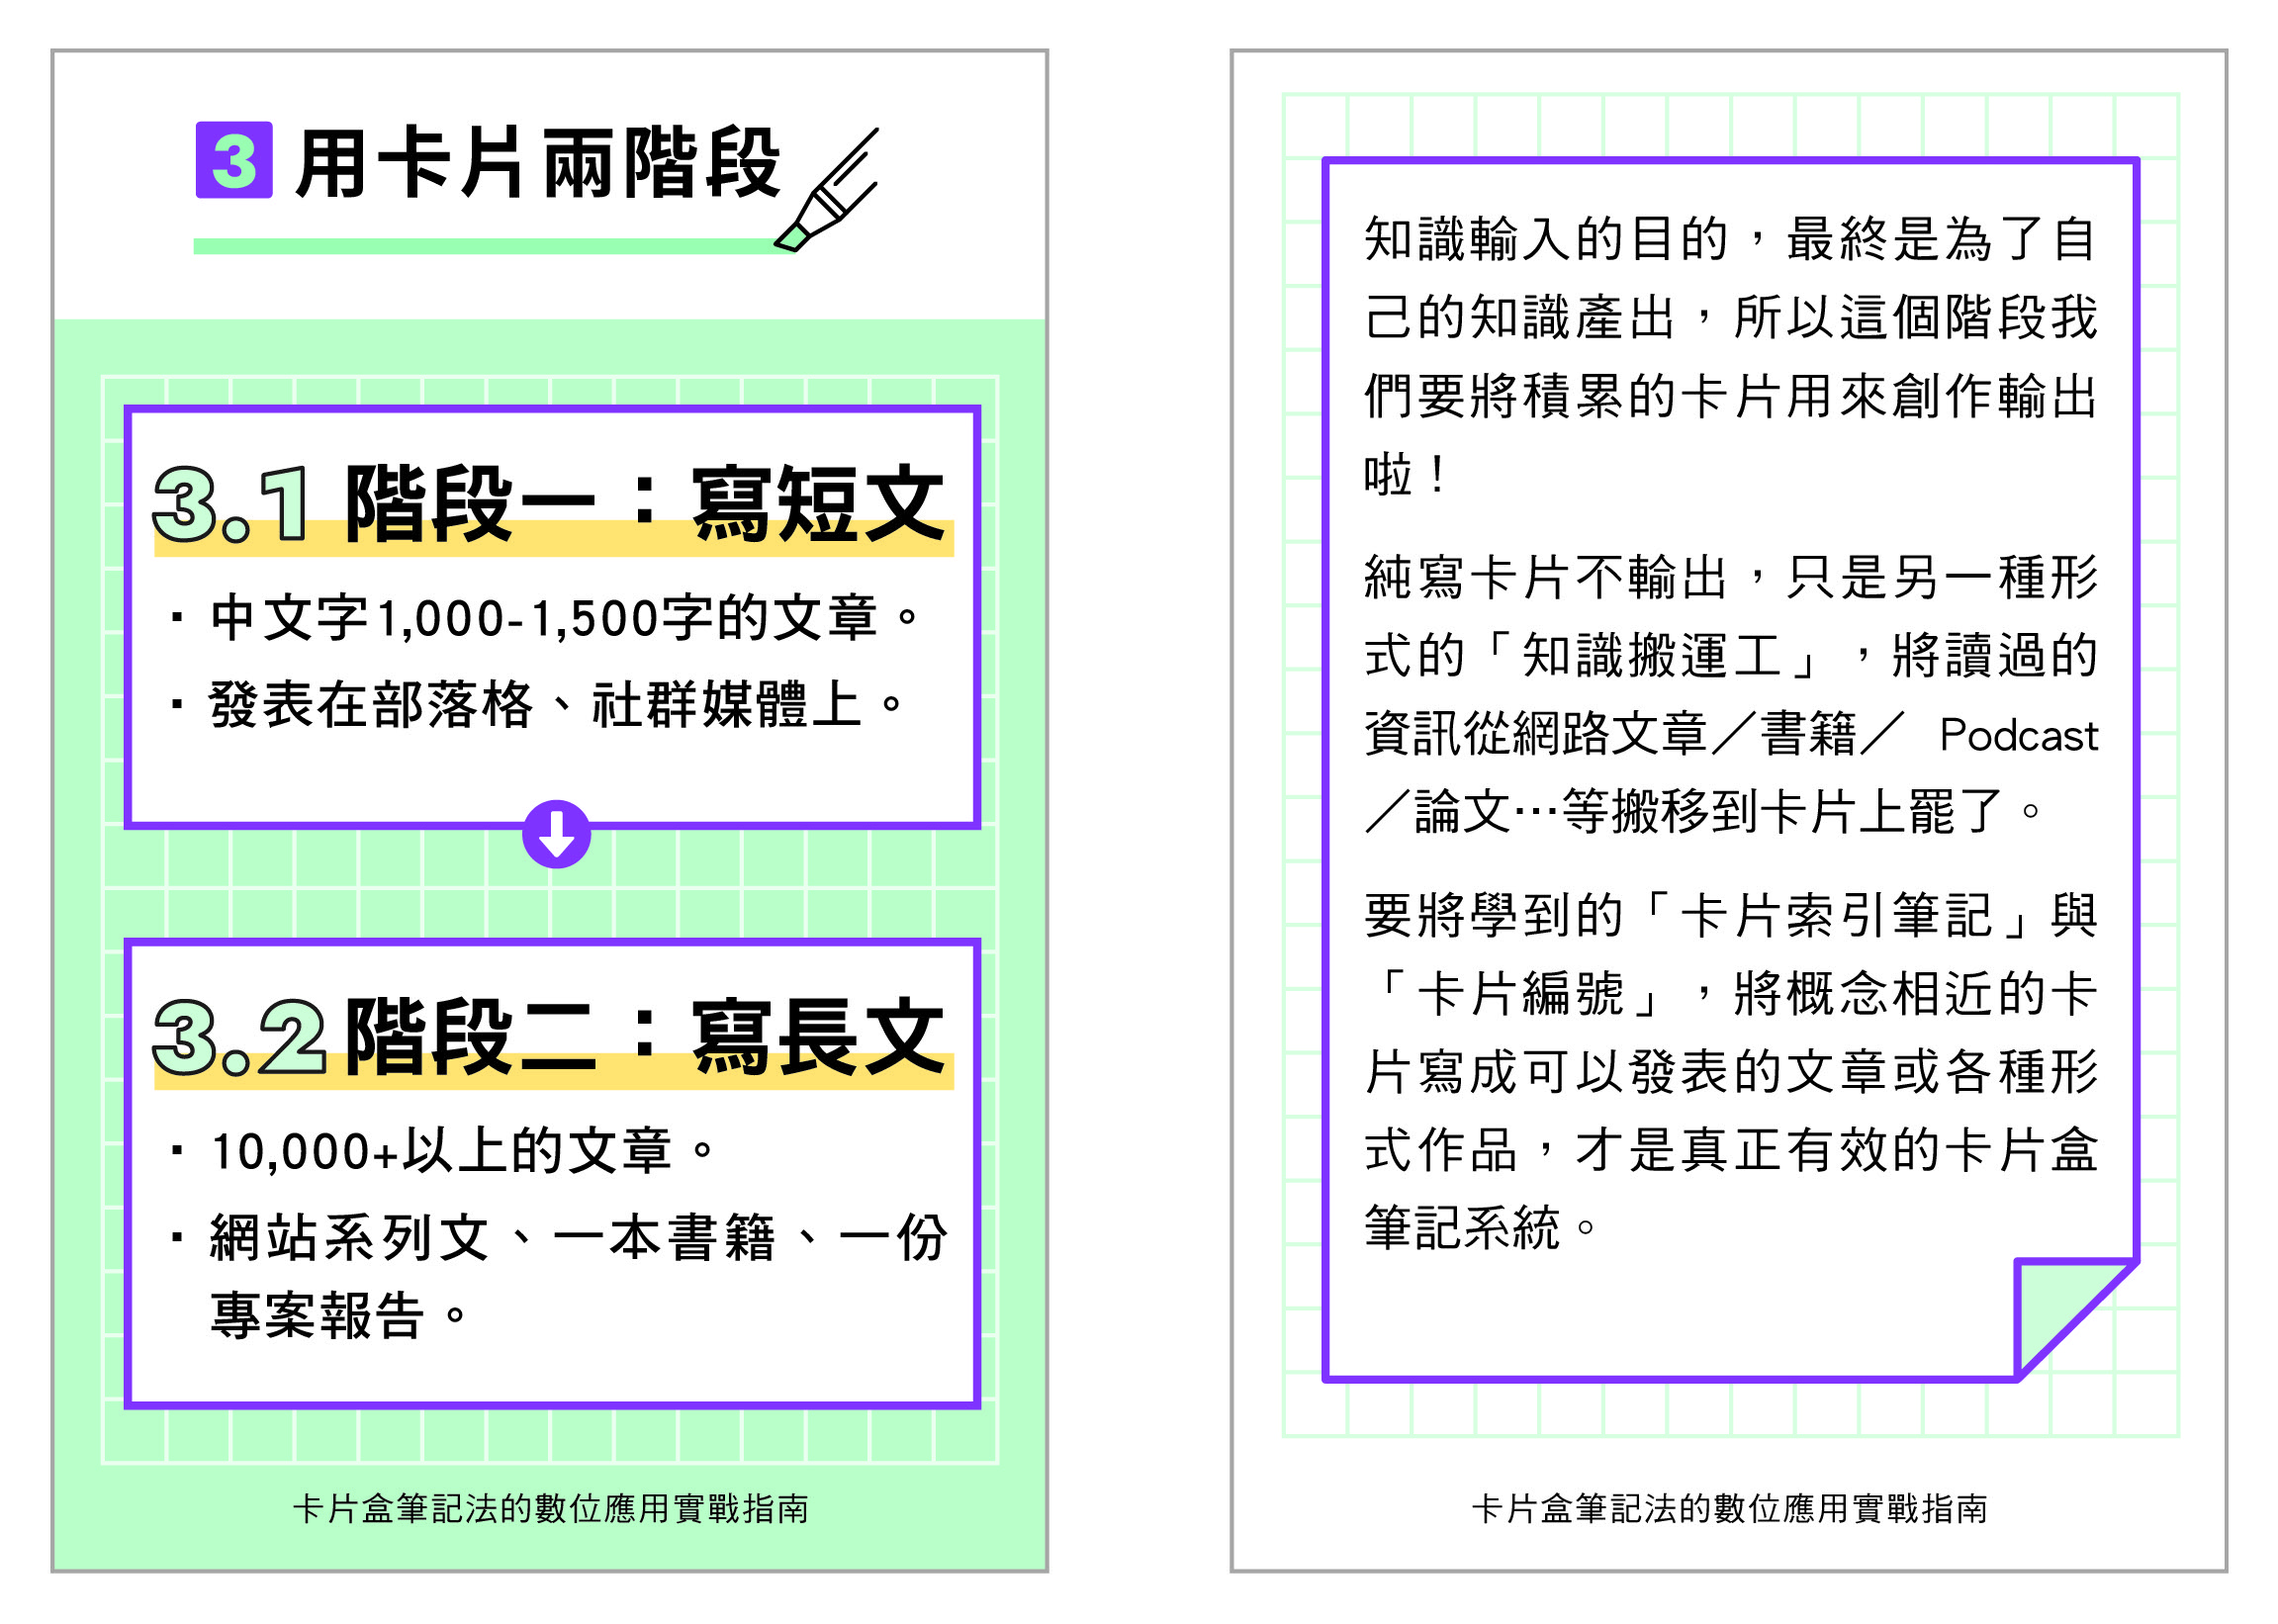 3 用卡片兩階段
3.1 階段一：寫短文
・中文字1,000-1,500字的文章。
・發表在部落格、社群媒體上。
3.2 階段二：寫長文
・10,000+以上的文章。
・網站系列文、一本書籍、一份
專案報告。
卡片盒筆記法的數位應用實戰指南
知識輸入的目的，最終是為了自
己的知識產出，所以這個階段我
們要將積累的卡片用來創作輸出
啦！
純寫卡片不輸出，只是另一種形
式的「知識搬運工」，將讀過的
資訊從網路文章／書籍／ Podcast
／論文…等搬移到卡片上罷了。
要將學到的「卡片索引筆記」與
「卡片編號」，將概念相近的卡
片寫成可以發表的文章或各種形
式作品，才是真正有效的卡片盒
筆記系統。
卡片盒筆記法的數位應用實戰指南